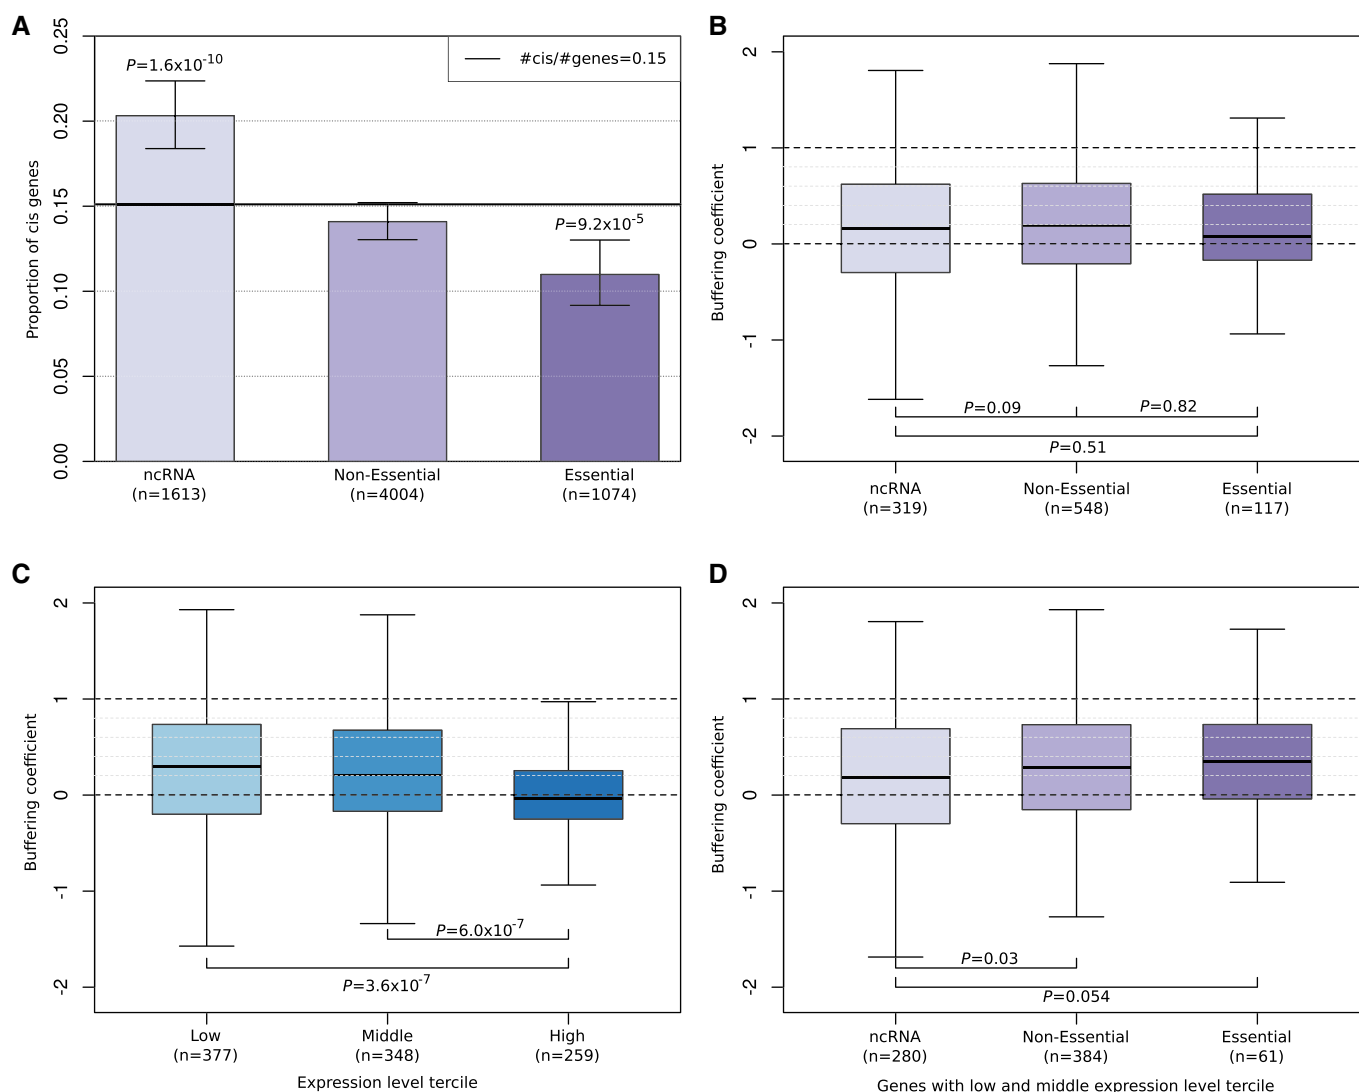 A
Proportion of cis genes
0.25
0.20
0.15
0.10
0.05
0.00
#cis/#genes=0.15
P=1.6x10-10
P=9.2x10-5
ncRNA
(n=1613)
Non-Essential
(n=4004)
Essential
(n=1074)
B
Buffering coefficient
2
1
0
-1
-2
P=0.09
P=0.82
P=0.51
ncRNA
(n=319)
Non-Essential
(n=548)
Essential
(n=117)
C
Buffering coefficient
2
1
0
-1
-2
P=6.0x10-7
P=3.6x10-7
Low
(n=377)
Middle
(n=348)
High
(n=259)
Expression level tercile
D
Buffering coefficient
2
1
0
-1
-2
P=0.03
P=0.054
ncRNA
(n=280)
Non-Essential
(n=384)
Essential
(n=61)
Genes with low and middle expression level tercile